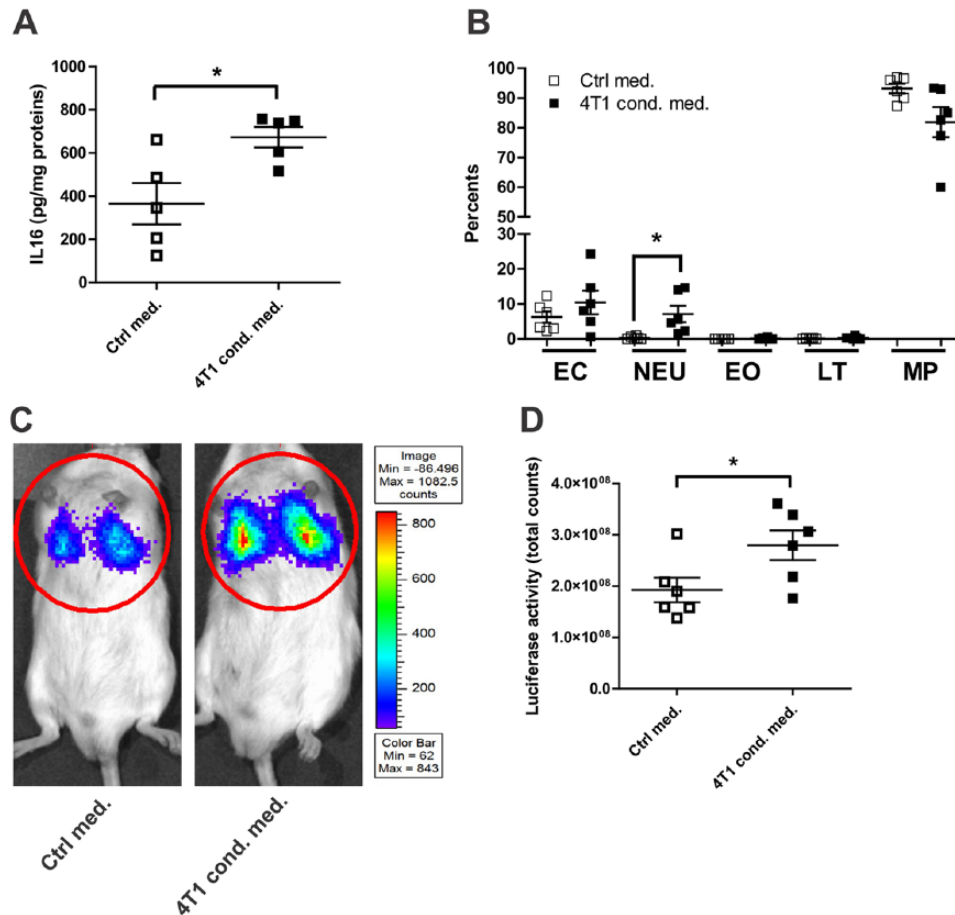 A
1000
800
600
400
200
0
IL16 (pg/mg proteins)
*
Ctrl med.
4T1 cond. med.
B
Ctrl med.
4T1 cond. med.
100
90
80
70
60
50
30
20
10
0
Percents
*
EC NEU EO LT MP
C
Image
Min = -86.496
Max = 1082.5
counts
800
600
400
200
Color Bar
Min = 62
Max = 843
Ctrl med.
4T1 cond. med.
D
4.0×10⁰⁸
3.0×10⁰⁸
2.0×10⁰⁸
1.0×10⁰⁸
0.0
Luciferase activity (total counts)
*
Ctrl med.
4T1 cond. med.